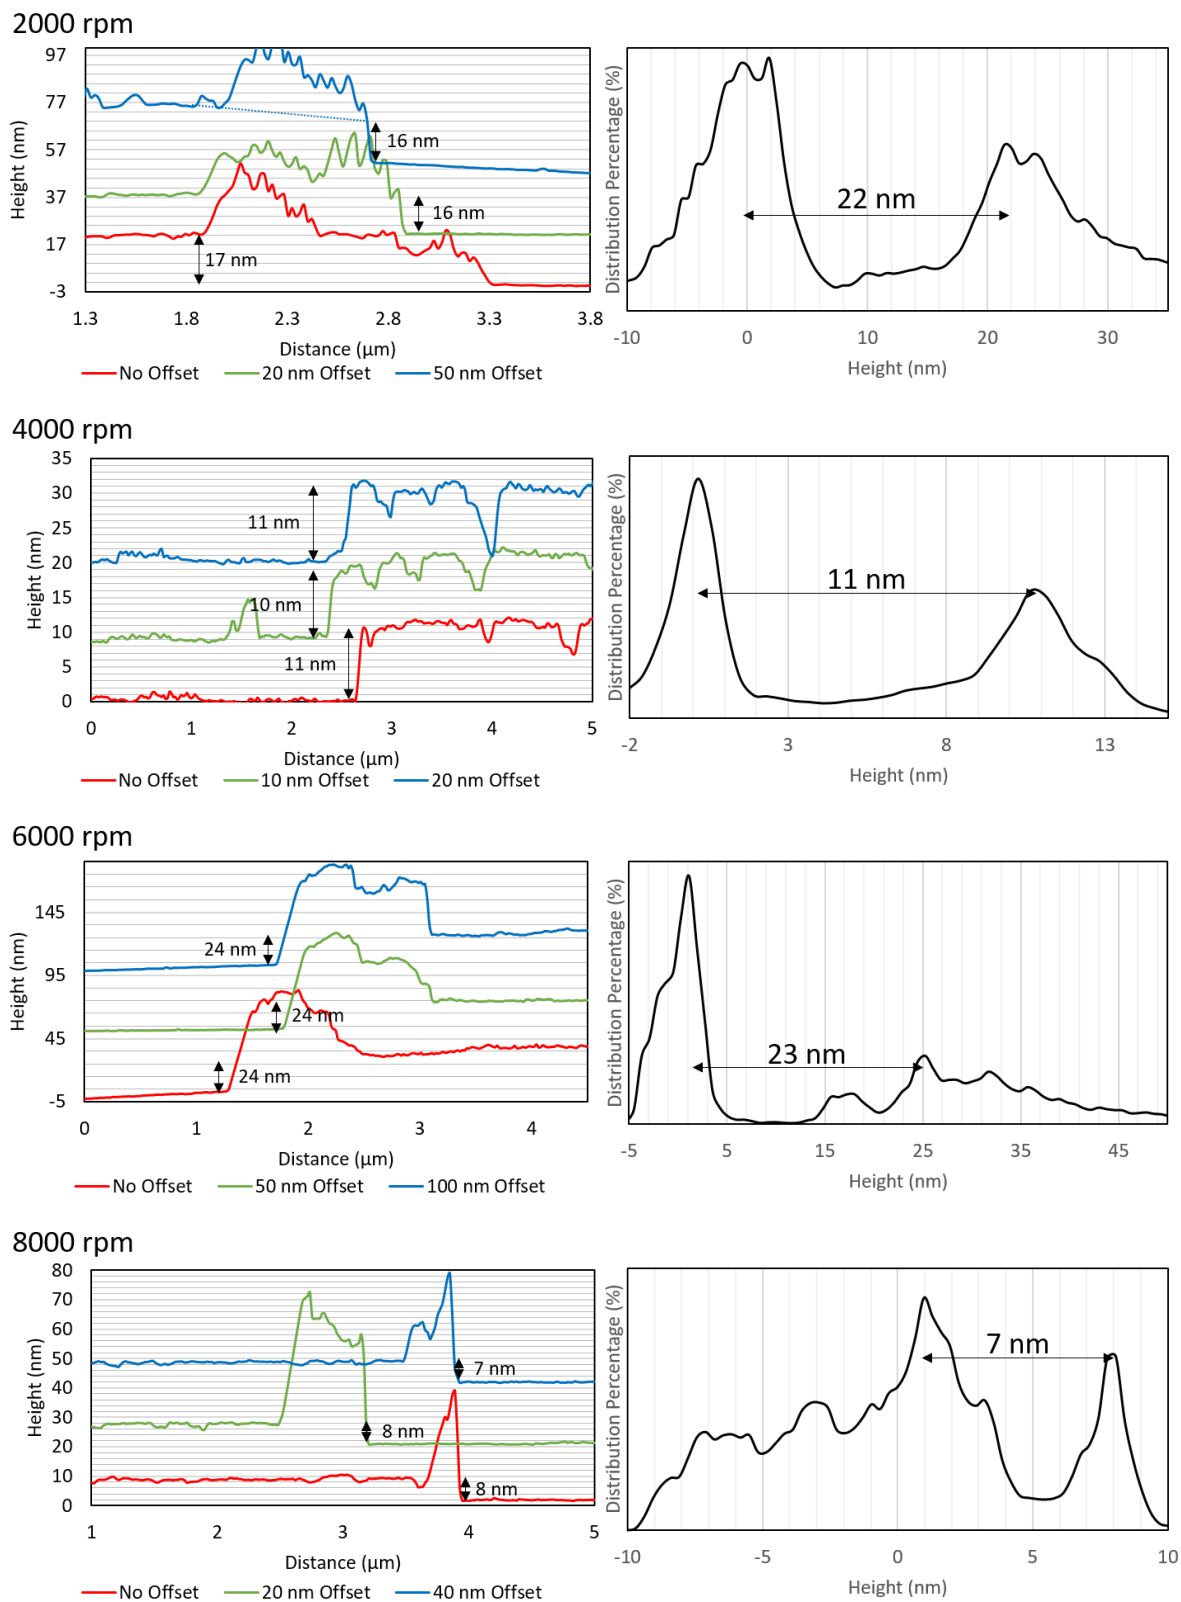 2000 rpm
97
77
57
37
17
-3
Height (nm)
16 nm
16 nm
17 nm
1.3 1.8 2.3 2.8 3.3 3.8
Distance (µm)
No Offset 20 nm Offset 50 nm Offset
Distribution Percentage (%)
22 nm
-10 0 10 20 30
Height (nm)
4000 rpm
35
30
25
20
15
10
5
0
Height (nm)
11 nm
10 nm
11 nm
0 1 2 3 4 5
Distance (µm)
No Offset 10 nm Offset 20 nm Offset
Distribution Percentage (%)
11 nm
-2 3 8 13
Height (nm)
6000 rpm
145
95
45
-5
Height (nm)
24 nm
24 nm
24 nm
0 1 2 3 4
Distance (µm)
No Offset 50 nm Offset 100 nm Offset
Distribution Percentage (%)
23 nm
-5 5 15 25 35 45
Height (nm)
8000 rpm
80
70
60
50
40
30
20
10
0
Height (nm)
7 nm
8 nm
8 nm
1 2 3 4 5
Distance (µm)
No Offset 20 nm Offset 40 nm Offset
Distribution Percentage (%)
7 nm
-10 -5 0 5 10
Height (nm)